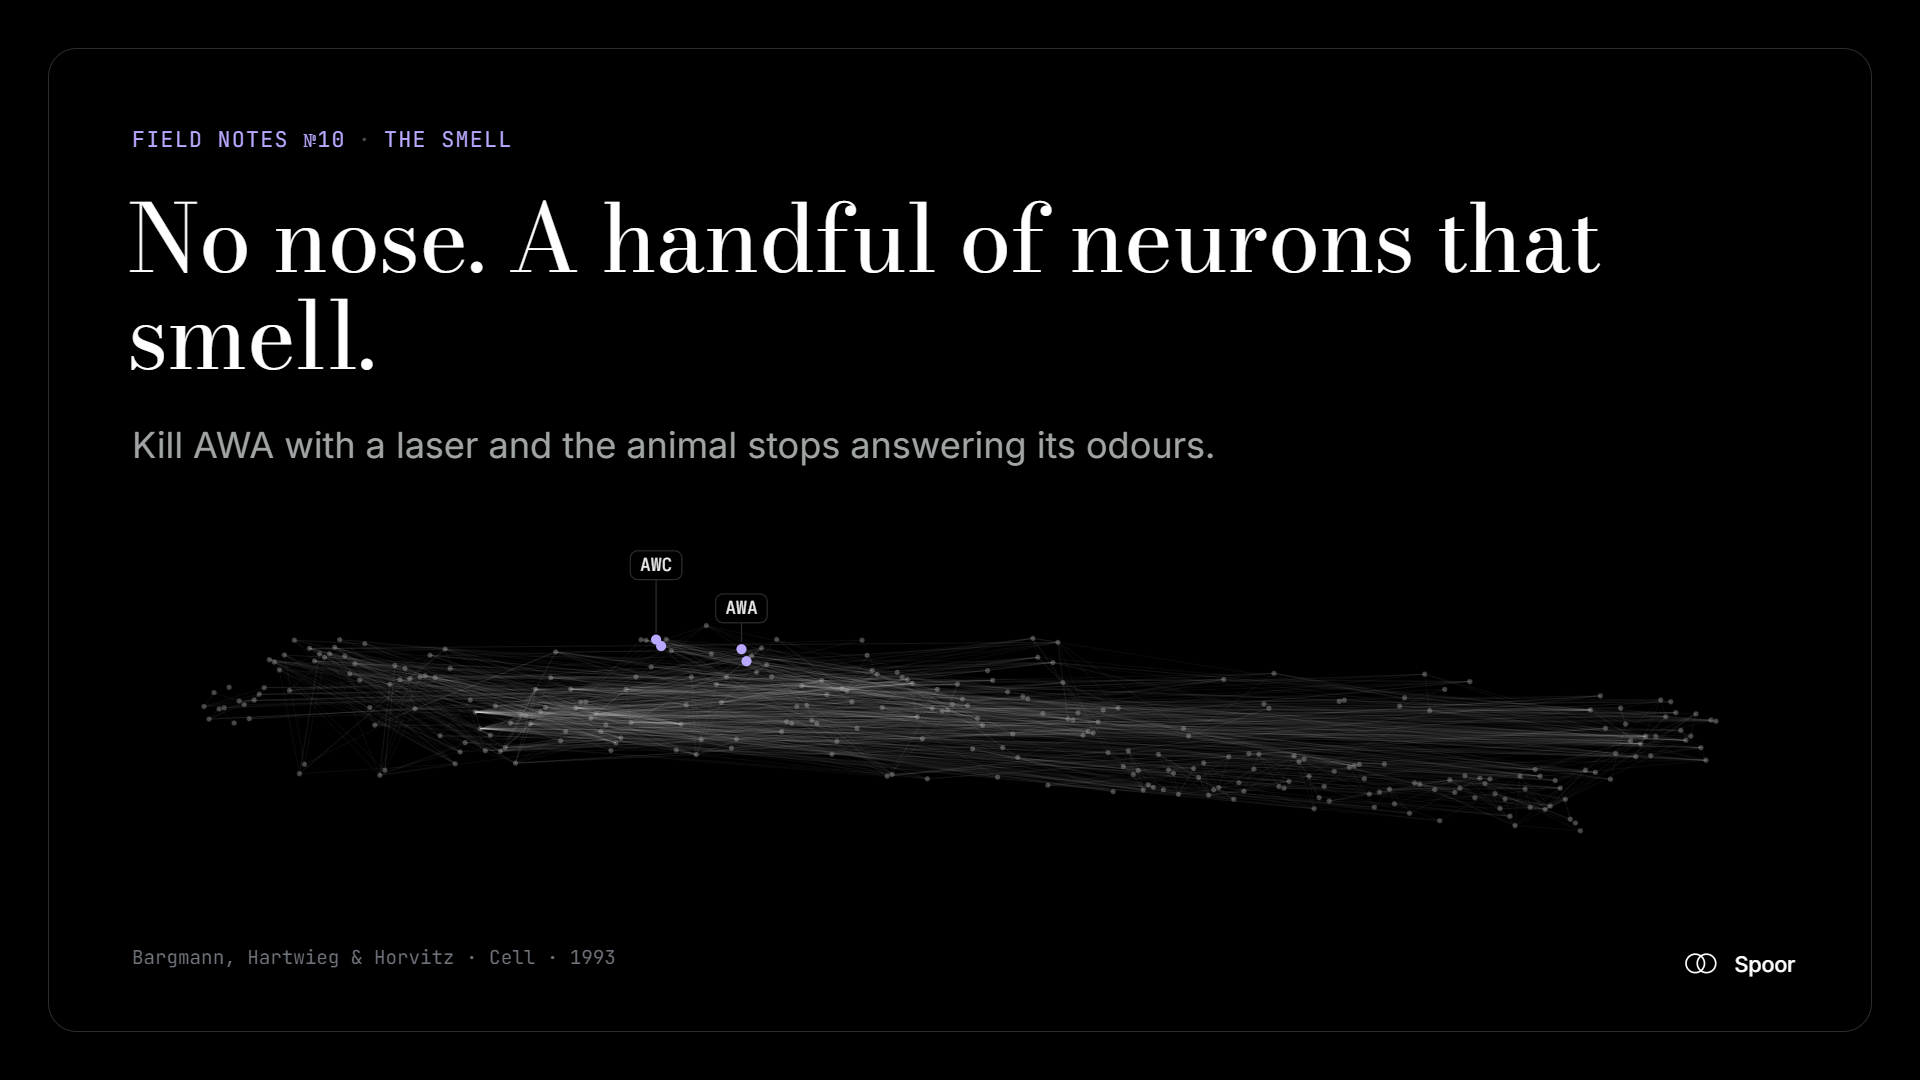 FIELD NOTES №10 · THE SMELL
No nose. A handful of neurons that
smell.
Kill AWA with a laser and the animal stops answering its odours.
AWC
AWA
Bargmann, Hartwieg & Horvitz · Cell · 1993
Spoor